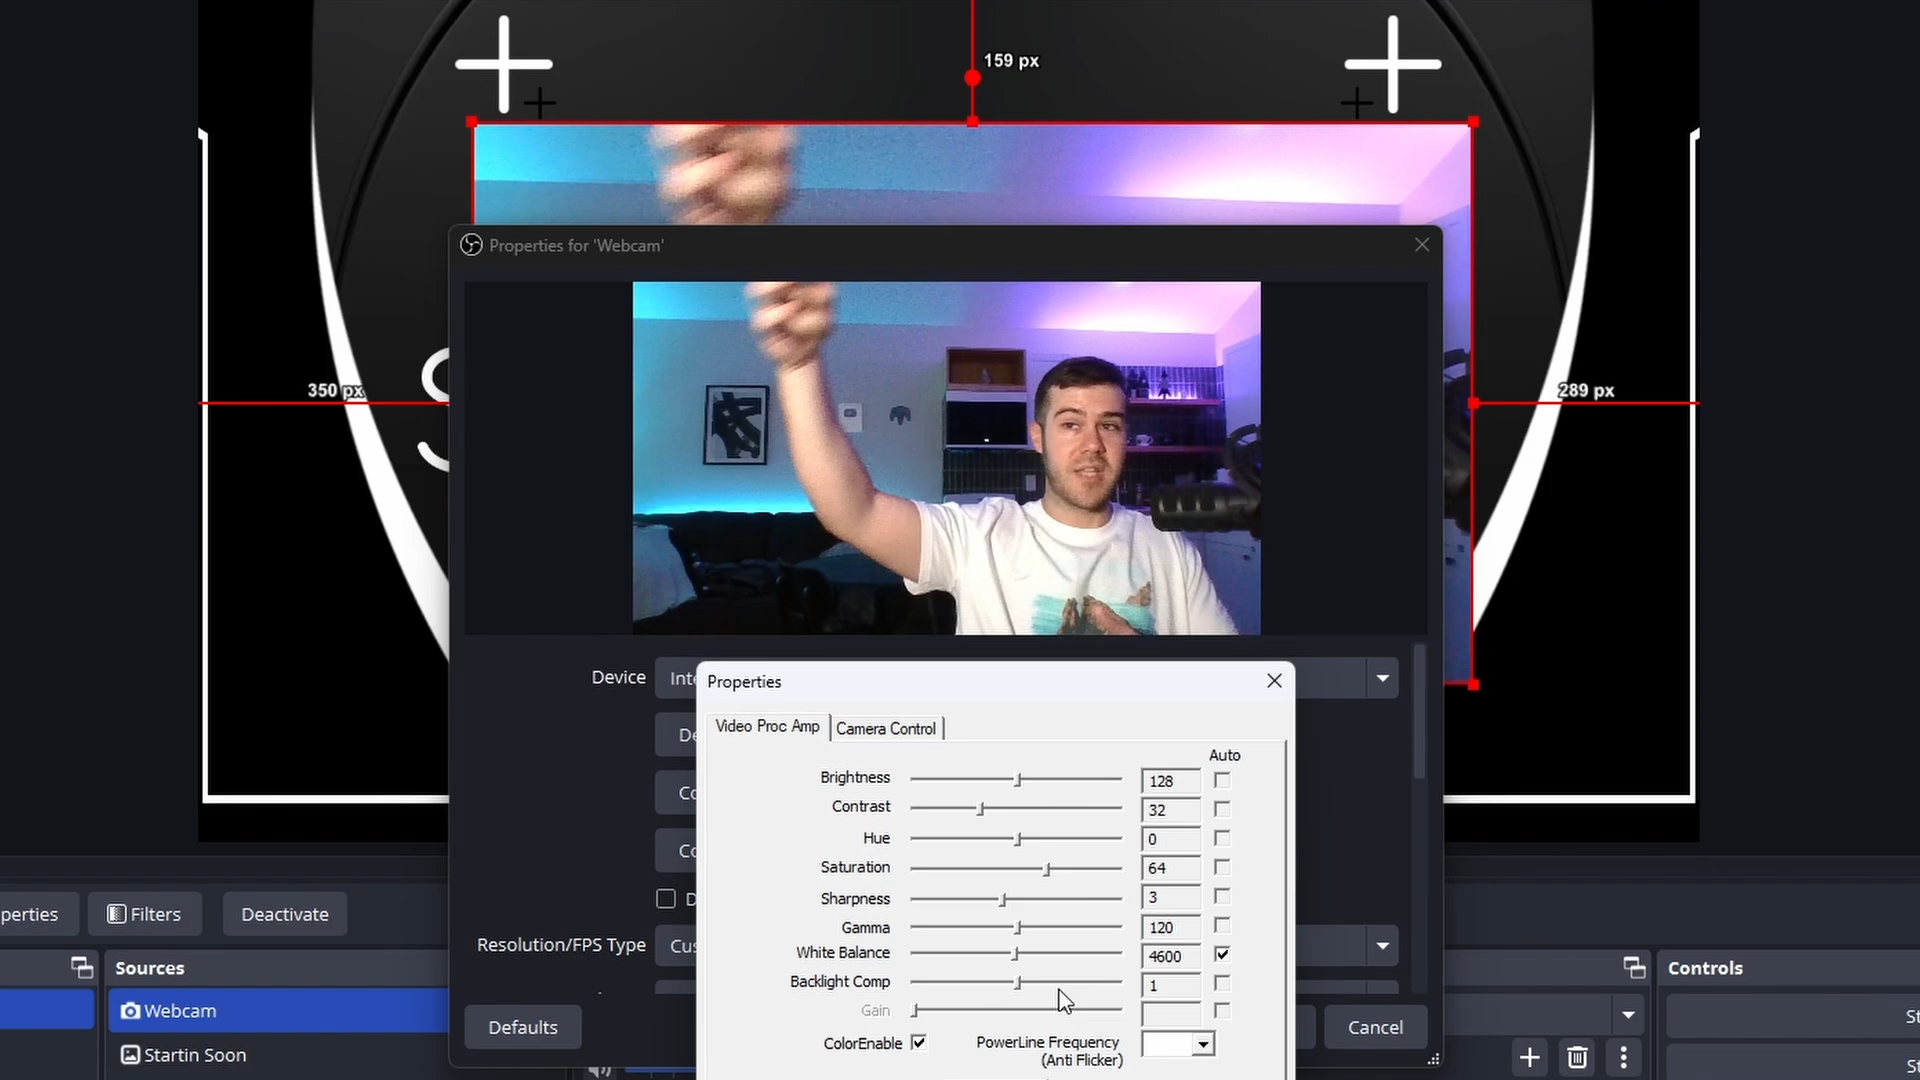 159 px
Properties for 'Webcam'
350 px
289 px
Device
Properties
Video Proc Amp
Camera Control
Auto
Brightness
128
Contrast
32
Hue
0
Saturation
64
Sharpness
3
Gamma
120
White Balance
4600
Backlight Comp
1
Gain
ColorEnable
PowerLine Frequency
(Anti Flicker)
Resolution/FPS Type
Defaults
Cancel
perties
Filters
Deactivate
Sources
Webcam
Startin Soon
Controls